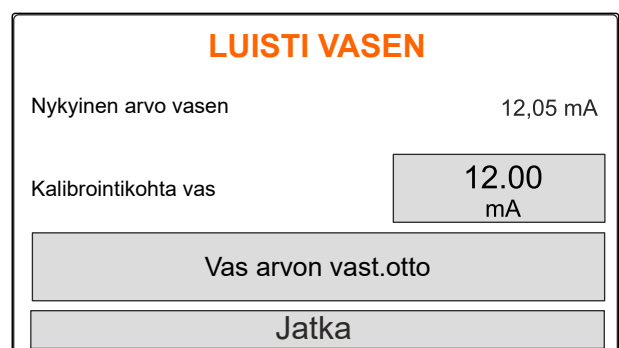 LUISTI VASEN
Nykyinen arvo vasen 12,05 mA
Kalibrointikohta vas 12.00
mA
Vas arvon vast.otto
Jatka